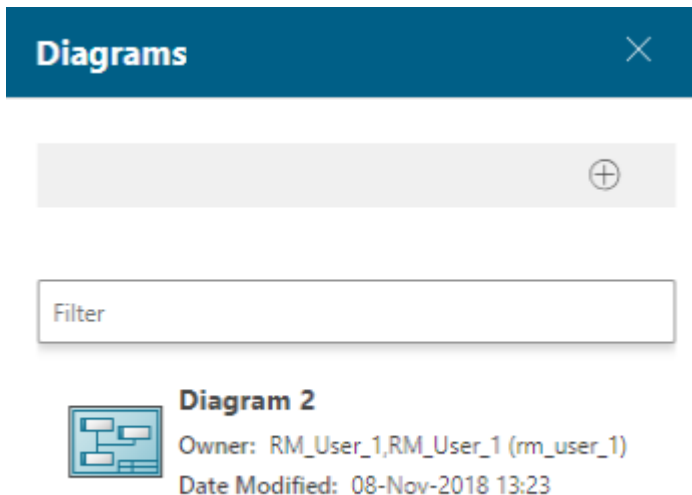 Diagrams
Filter
Diagram 2
Owner: RM_User_1,RM_User_1 (rm_user_1)
Date Modified: 08-Nov-2018 13:23